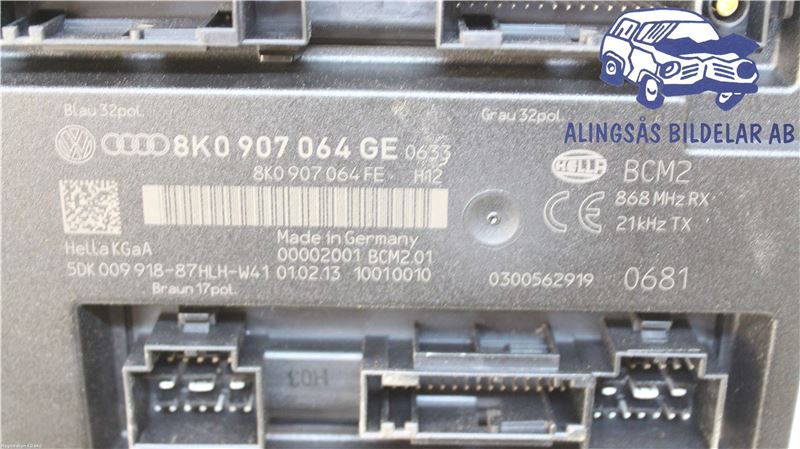 Blau 32pol.
Grau 32pol.
ALINGSÅS BILDELAR AB
8K0 907 064 GE 0633
8K0 907 064 FE H12
HELLA
BCM2
868 MHz RX
21kHz TX
Made in Germany
Hella KGaA
00002001 BCM2.01
5DK 009 918-87HLH-W41 01.02.13 10010010
0300562919 0681
Braun 17pol.
H03